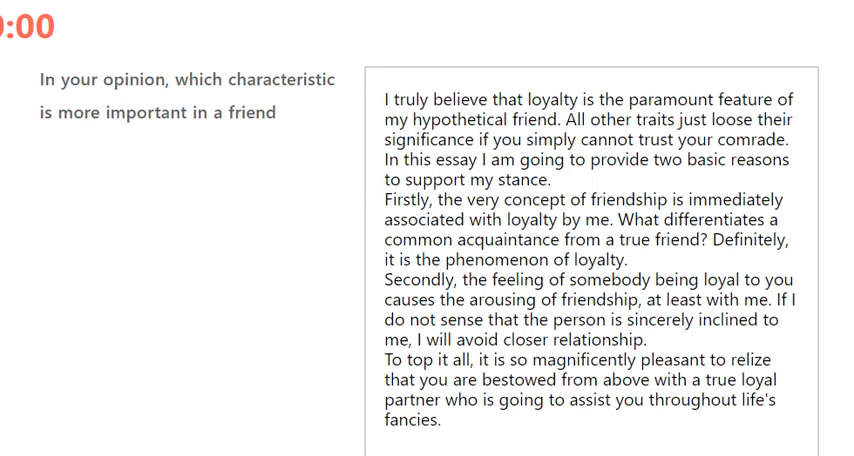 0:00
In your opinion, which characteristic
is more important in a friend
I truly believe that loyalty is the paramount feature of
my hypothetical friend. All other traits just loose their
significance if you simply cannot trust your comrade.
In this essay I am going to provide two basic reasons
to support my stance.
Firstly, the very concept of friendship is immediately
associated with loyalty by me. What differentiates a
common acquaintance from a true friend? Definitely,
it is the phenomenon of loyalty.
Secondly, the feeling of somebody being loyal to you
causes the arousing of friendship, at least with me. If I
do not sense that the person is sincerely inclined to
me, I will avoid closer relationship.
To top it all, it is so magnificently pleasant to relize
that you are bestowed from above with a true loyal
partner who is going to assist you throughout life's
fancies.